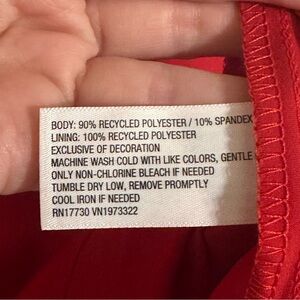 BODY: 90% RECYCLED POLYESTER / 10% SPANDEX
LINING: 100% RECYCLED POLYESTER
EXCLUSIVE OF DECORATION
MACHINE WASH COLD WITH LIKE COLORS, GENTLE
ONLY NON-CHLORINE BLEACH IF NEEDED
TUMBLE DRY LOW, REMOVE PROMPTLY
COOL IRON IF NEEDED
RN17730 VN1973322